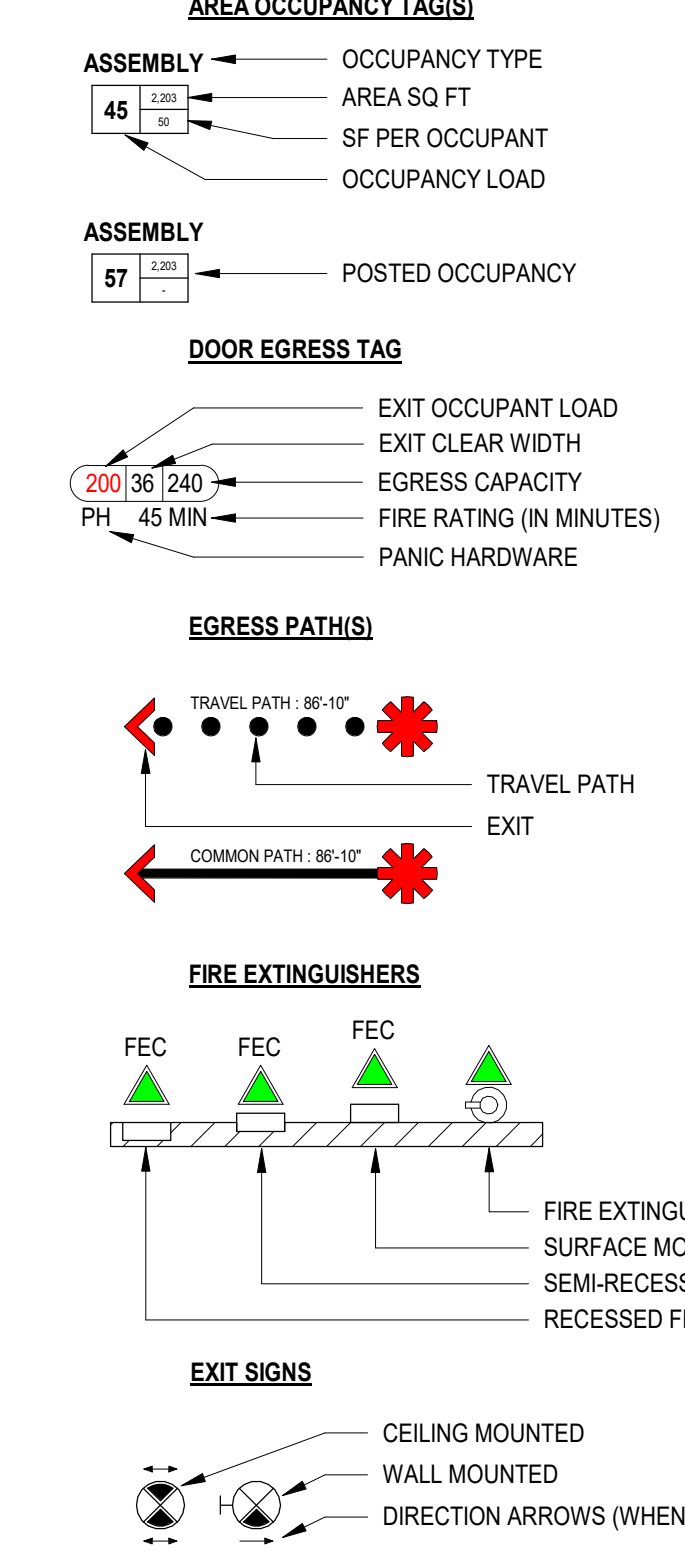 AREA OCCUPANCY TAG(S)
ASSEMBLY
OCCUPANCY TYPE
45
2,203
50
AREA SQ FT
SF PER OCCUPANT
OCCUPANCY LOAD
ASSEMBLY
57
2,203
-
POSTED OCCUPANCY
DOOR EGRESS TAG
EXIT OCCUPANT LOAD
EXIT CLEAR WIDTH
200 36 240
EGRESS CAPACITY
PH 45 MIN
FIRE RATING (IN MINUTES)
PANIC HARDWARE
EGRESS PATH(S)
TRAVEL PATH : 86'-10"
TRAVEL PATH
EXIT
COMMON PATH : 86'-10"
FIRE EXTINGUISHERS
FEC FEC FEC
FIRE EXTINGU
SURFACE MO
SEMI-RECESS
RECESSED F
EXIT SIGNS
CEILING MOUNTED
WALL MOUNTED
DIRECTION ARROWS (WHEN